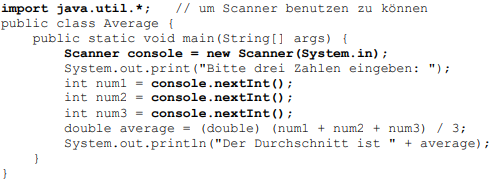 import java.util.*;   // um Scanner benutzen zu können
public class Average {
    public static void main(String[] args) {
        Scanner console = new Scanner(System.in);
        System.out.print("Bitte drei Zahlen eingeben: ");
        int num1 = console.nextInt();
        int num2 = console.nextInt();
        int num3 = console.nextInt();
        double average = (double) (num1 + num2 + num3) / 3;
        System.out.println("Der Durchschnitt ist " + average);
    }
}